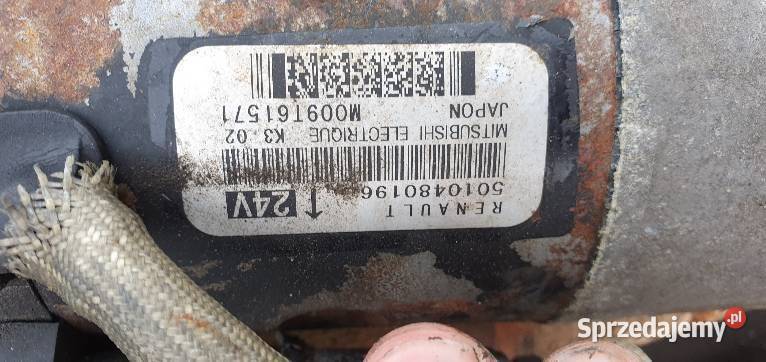 RENAULT
5010480196 ↑ 24V
MITSUBISHI ELECTRIQUE K3.02
JAPON M009T61571
Sprzedajemy.pl